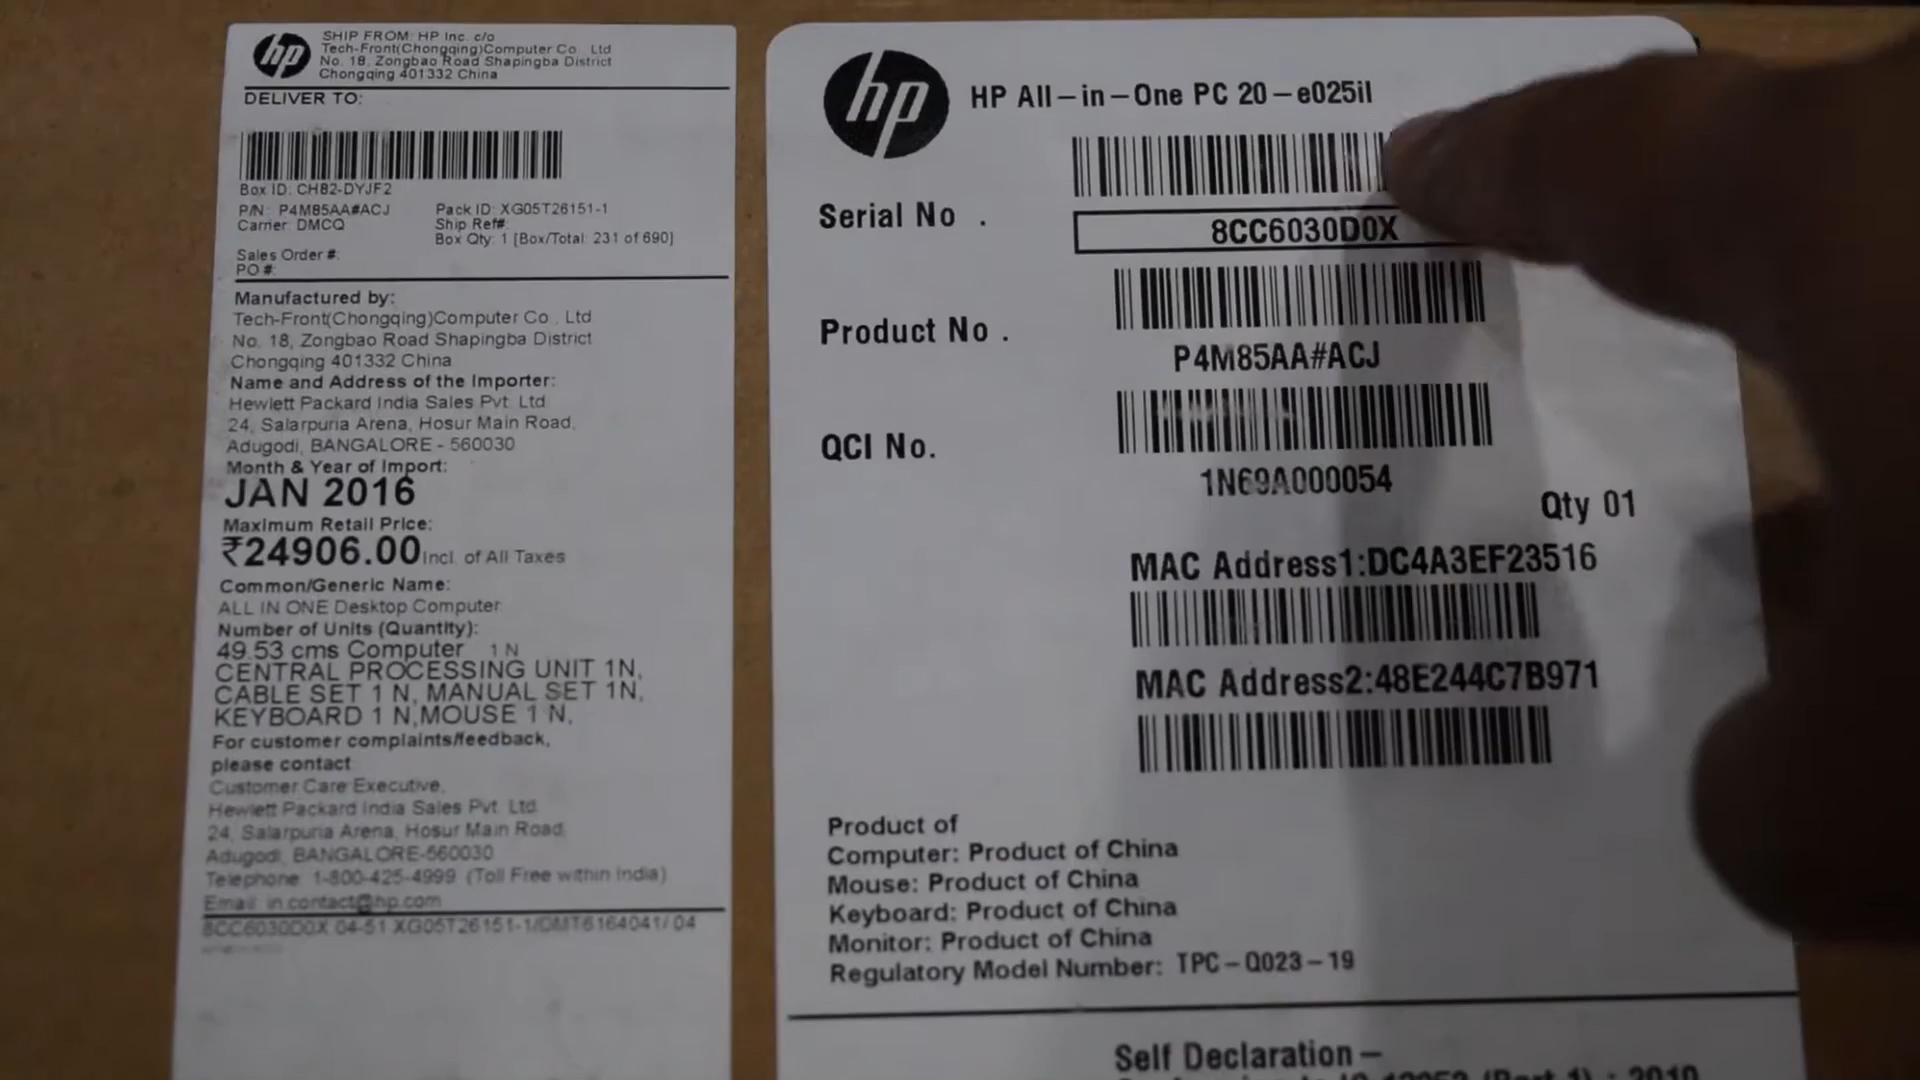 hp
SHIP FROM: HP Inc. c/o
Tech-Front(Chongqing)Computer Co., Ltd
No. 18, Zongbao Road Shapingba District
Chongqing 401332 China
DELIVER TO:
Box ID: CH82-DYJF2
P/N: P4M85AA#ACJ
Pack ID: XG05T26151-1
Carrier: DMCQ
Ship Ref#:
Box Qty: 1 [Box/Total: 231 of 690]
Sales Order #:
PO #:
Manufactured by:
Tech-Front(Chongqing)Computer Co., Ltd
No. 18, Zongbao Road Shapingba District
Chongqing 401332 China
Name and Address of the Importer:
Hewlett Packard India Sales Pvt. Ltd.
24, Salarpuria Arena, Hosur Main Road,
Adugodi, BANGALORE - 560030
Month & Year of Import:
JAN 2016
Maximum Retail Price:
₹24906.00 Incl. of All Taxes
Common/Generic Name:
ALL IN ONE Desktop Computer
Number of Units (Quantity):
49.53 cms Computer 1 N
CENTRAL PROCESSING UNIT 1N,
CABLE SET 1 N, MANUAL SET 1N,
KEYBOARD 1 N,MOUSE 1 N,
For customer complaints/feedback,
please contact
Customer Care Executive,
Hewlett Packard India Sales Pvt. Ltd.
24, Salarpuria Arena, Hosur Main Road,
Adugodi, BANGALORE-560030
Telephone: 1-800-425-4999 (Toll Free within India)
Email: in.contact@hp.com
8CC6030D0X 04-51 XG05T26151-1/DMT6164041/ 04
hp
HP All-in-One PC 20-e025il
Serial No .
8CC6030D0X
Product No .
P4M85AA#ACJ
QCI No.
1N69A000054
Qty 01
MAC Address1:DC4A3EF23516
MAC Address2:48E244C7B971
Product of
Computer: Product of China
Mouse: Product of China
Keyboard: Product of China
Monitor: Product of China
Regulatory Model Number: TPC-Q023-19
Self Declaration-